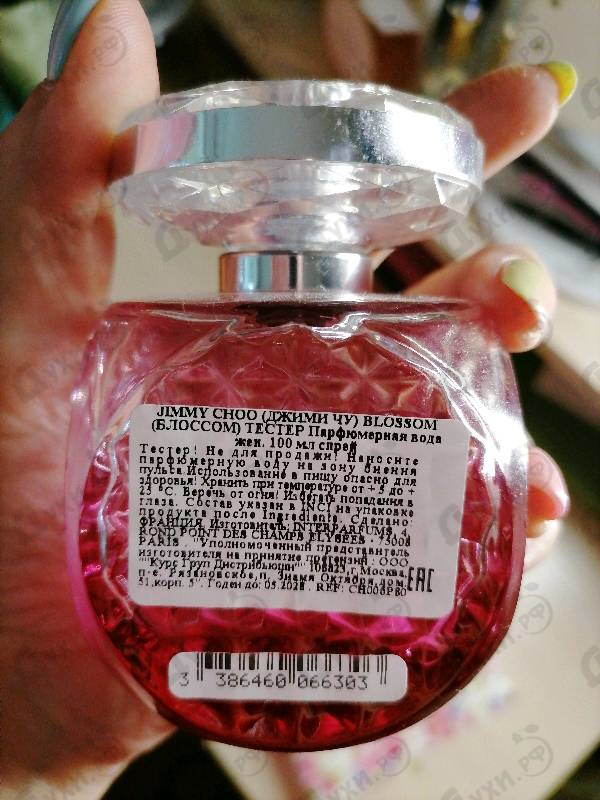 JIMMY CHOO (ДЖИМИ ЧУ) BLOSSOM
(БЛОССОМ) ТЕСТЕР Парфюмерная вода
жен. 100 мл спрей
Тестер! Не для продажи! Наносите
парфюмерную воду на зону биения
пульса.Использование в пищу опасно для
здоровья! Хранить при температуре от + 5 до +
25 °C. Беречь от огня! Избегать попадания в
глаза. Состав указан в INCI на упаковке
продукта после Ingredients. Сделано:
ФРАНЦИЯ. Изготовитель: INTERPARFUMS, 4
ROND POINT DES CHAMPS ELYSEES - 75008
PARIS . Уполномоченный представитель
изготовителя на принятие претензий : ООО
""Курс Груп Дистрибьюшн"" 108823,г.Москва,
п-е. Рязановское,п. Знамя Октября,дом
31,корп. 5". Годен до: 05.2028 . REF: CH008P80
EAC
3 386460 066303
Духи.РФ